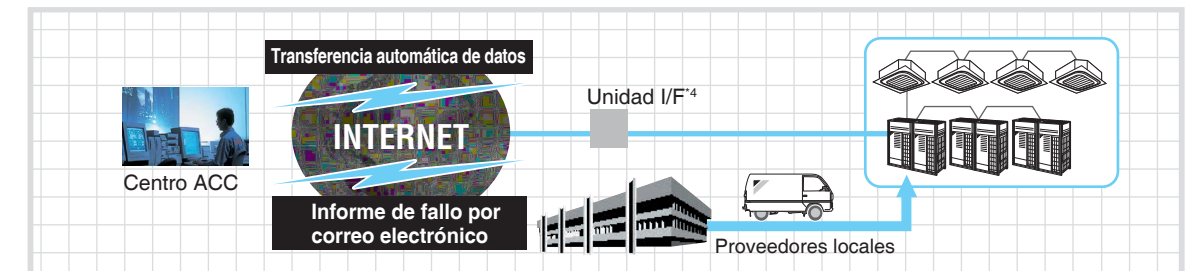 Transferencia automática de datos
Unidad I/F*4
INTERNET
Centro ACC
Informe de fallo por
correo electrónico
Proveedores locales